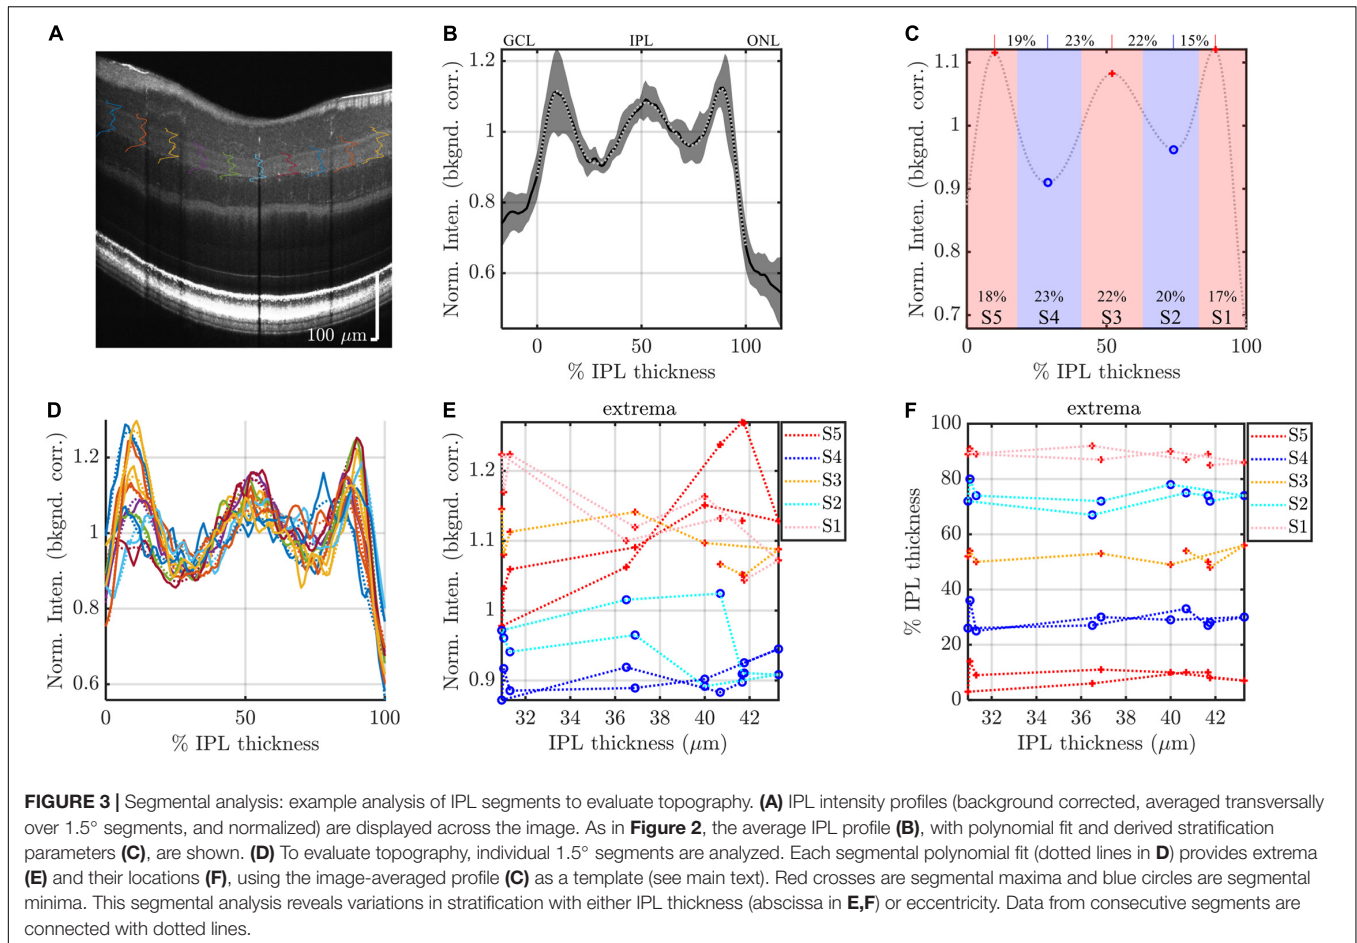 A
100 μm
B
GCL IPL ONL
Norm. Inten. (bkgnd. corr.)
1.2
1
0.8
0.6
0 50 100
% IPL thickness
C
19% 23% 22% 15%
Norm. Inten. (bkgnd. corr.)
1.1
1
0.9
0.7
18% 23% 22% 20% 17%
S5 S4 S3 S2 S1
0 50 100
% IPL thickness
D
Norm. Inten. (bkgnd. corr.)
1.2
1
0.8
0.6
0 50 100
% IPL thickness
E
extrema
Norm. Inten. (bkgnd. corr.)
1.2
1.1
1
0.9
32 34 36 38 40 42
IPL thickness (μm)
S5
S4
S3
S2
S1
F
extrema
% IPL thickness
100
80
60
40
20
0
32 34 36 38 40 42
IPL thickness (μm)
S5
S4
S3
S2
S1
FIGURE 3 | Segmental analysis: example analysis of IPL segments to evaluate topography. (A) IPL intensity profiles (background corrected, averaged transversally
over 1.5° segments, and normalized) are displayed across the image. As in Figure 2, the average IPL profile (B), with polynomial fit and derived stratification
parameters (C), are shown. (D) To evaluate topography, individual 1.5° segments are analyzed. Each segmental polynomial fit (dotted lines in D) provides extrema
(E) and their locations (F), using the image-averaged profile (C) as a template (see main text). Red crosses are segmental maxima and blue circles are segmental
minima. This segmental analysis reveals variations in stratification with either IPL thickness (abscissa in E,F) or eccentricity. Data from consecutive segments are
connected with dotted lines.